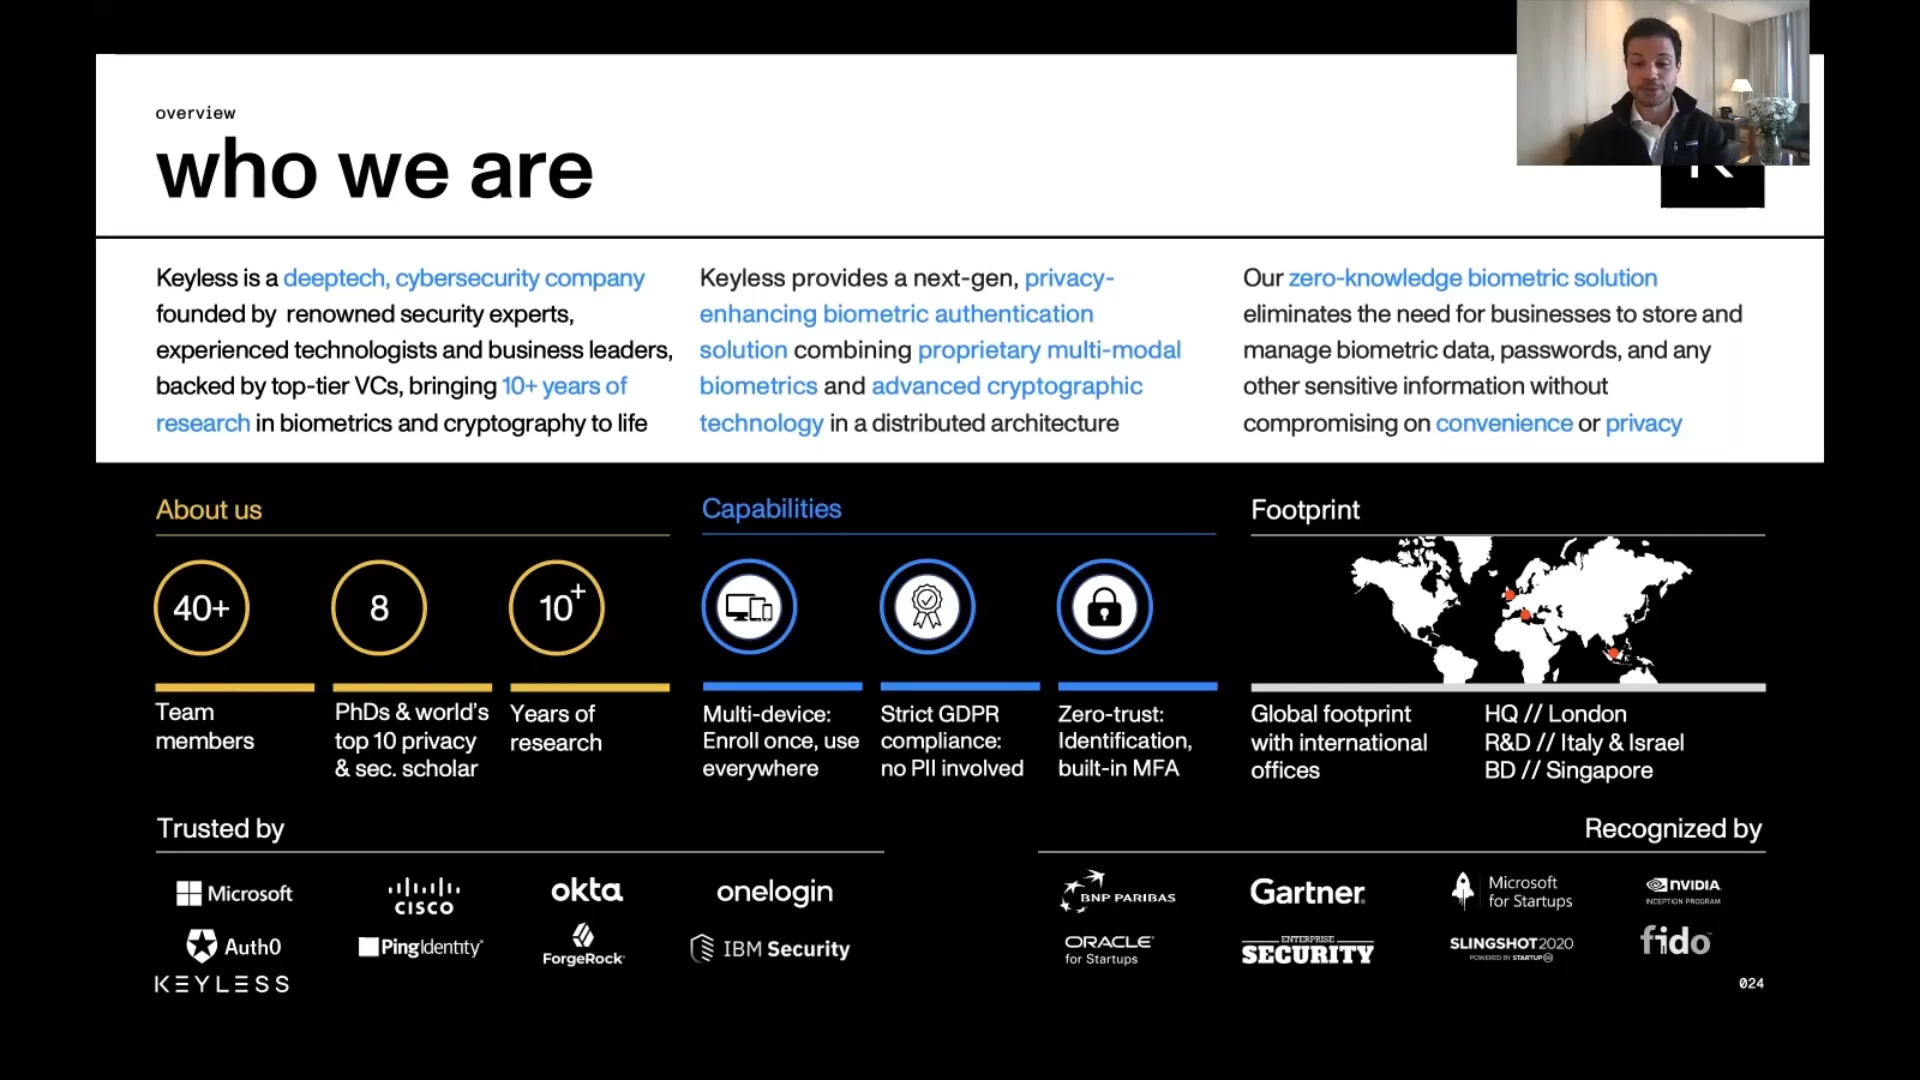 overview
who we are
Keyless is a deeptech, cybersecurity company
founded by renowned security experts,
experienced technologists and business leaders,
backed by top-tier VCs, bringing 10+ years of
research in biometrics and cryptography to life
Keyless provides a next-gen, privacy-
enhancing biometric authentication
solution combining proprietary multi-modal
biometrics and advanced cryptographic
technology in a distributed architecture
Our zero-knowledge biometric solution
eliminates the need for businesses to store and
manage biometric data, passwords, and any
other sensitive information without
compromising on convenience or privacy
About us
40+
Team
members
8
PhDs & world's
top 10 privacy
& sec. scholar
10+
Years of
research
Capabilities
Multi-device:
Enroll once, use
everywhere
Strict GDPR
compliance:
no PII involved
Zero-trust:
Identification,
built-in MFA
Footprint
Global footprint
with international
offices
HQ // London
R&D // Italy & Israel
BD // Singapore
Trusted by
Microsoft
CISCO
okta
onelogin
Auth0
PingIdentity
ForgeRock
IBM Security
Recognized by
BNP PARIBAS
Gartner
Microsoft
for Startups
NVIDIA
INCEPTION PROGRAM
ORACLE
for Startups
ENTERPRISE
SECURITY
SLINGSHOT2020
POWERED BY STARTUP SG
fido
KEYLESS
024